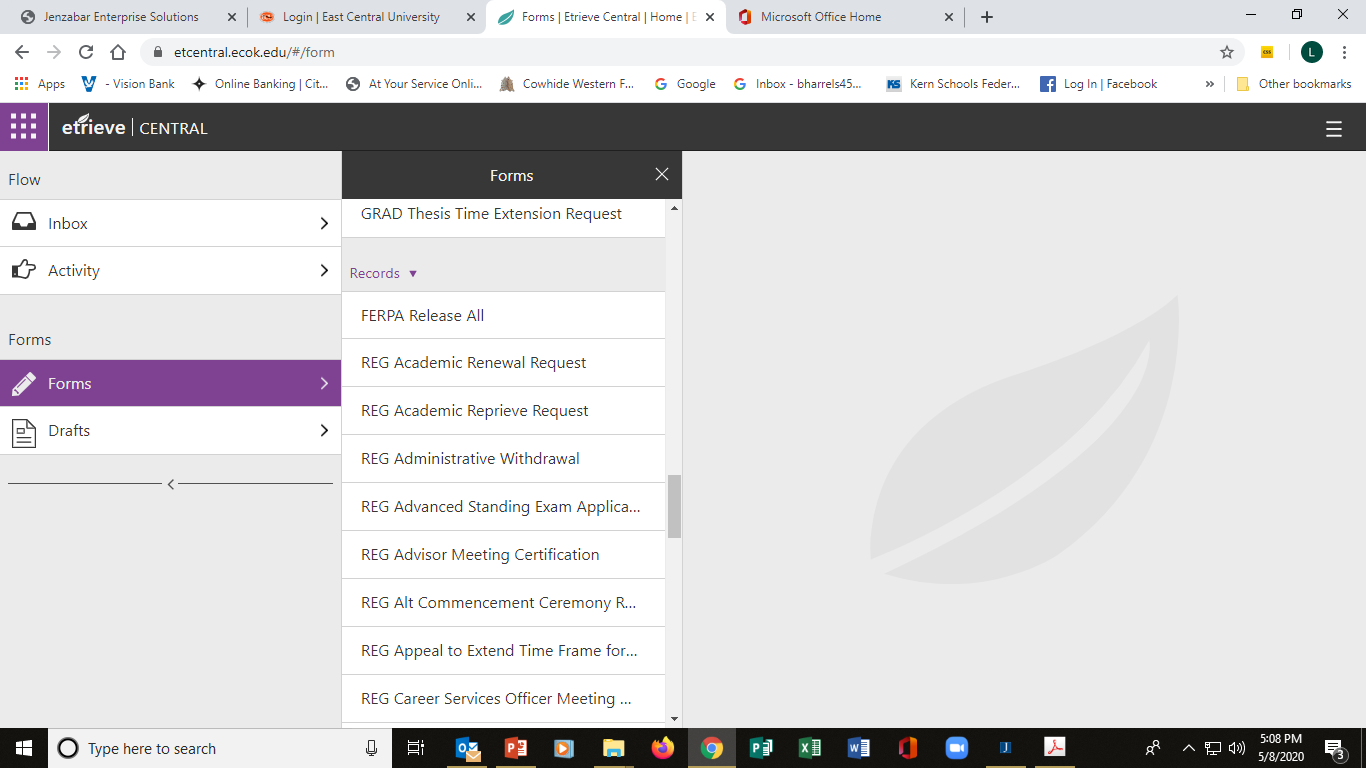 Jenzabar Enterprise Solutions
Login | East Central University
Forms | Etrieve Central | Home | E
Microsoft Office Home
etcentral.ecok.edu/#/form
css
L
Apps
- Vision Bank
Online Banking | Cit...
At Your Service Onli...
Cowhide Western F...
Google
Inbox - bharrels45...
KS
Kern Schools Feder...
Log In | Facebook
»
Other bookmarks
etrieve | CENTRAL
Flow
Inbox
Activity
Forms
Forms
Drafts
Forms
GRAD Thesis Time Extension Request
Records
FERPA Release All
REG Academic Renewal Request
REG Academic Reprieve Request
REG Administrative Withdrawal
REG Advanced Standing Exam Applica...
REG Advisor Meeting Certification
REG Alt Commencement Ceremony R...
REG Appeal to Extend Time Frame for...
REG Career Services Officer Meeting ...
Type here to search
5:08 PM
5/8/2020
3